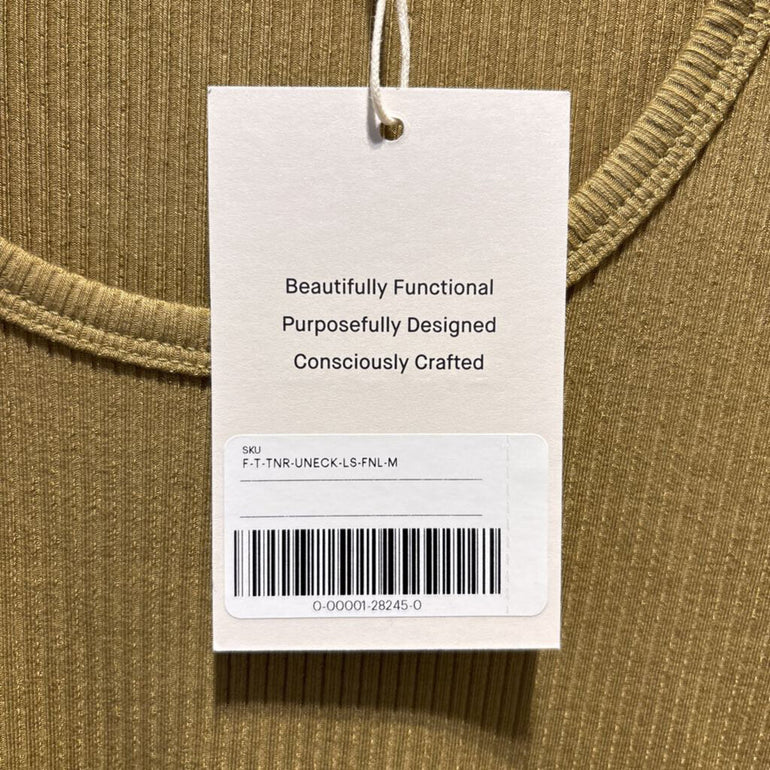 Beautifully Functional
Purposefully Designed
Consciously Crafted
SKU
F-T-TNR-UNECK-LS-FNL-M
0-00001-28245-0